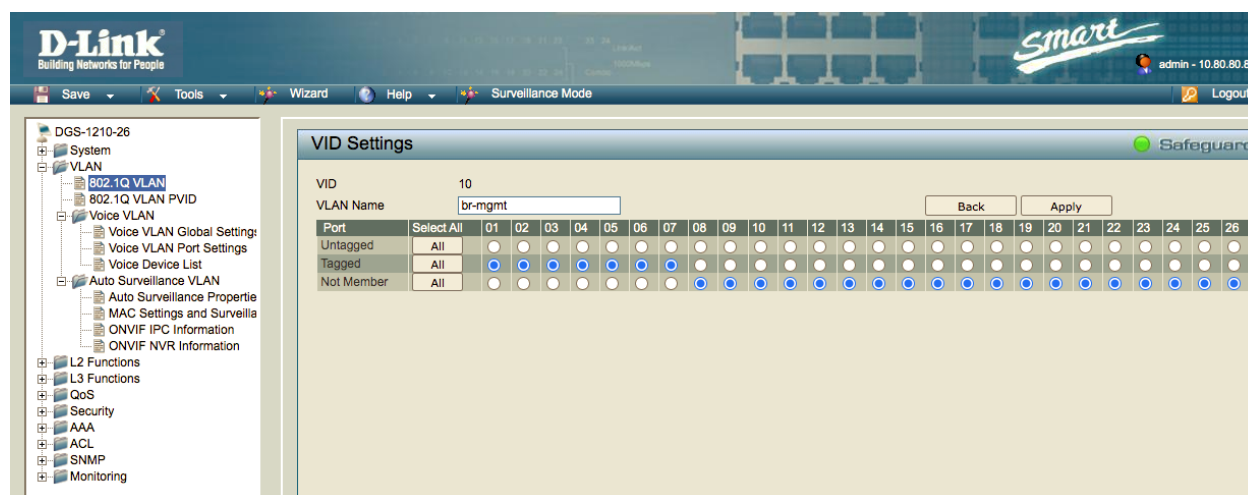 D-Link
Building Networks for People
Smart
admin - 10.80.80.8
Save Tools Wizard Help Surveillance Mode Logout
DGS-1210-26
System
VLAN
802.1Q VLAN
802.1Q VLAN PVID
Voice VLAN
Voice VLAN Global Settings
Voice VLAN Port Settings
Voice Device List
Auto Surveillance VLAN
Auto Surveillance Propertie
MAC Settings and Surveilla
ONVIF IPC Information
ONVIF NVR Information
L2 Functions
L3 Functions
QoS
Security
AAA
ACL
SNMP
Monitoring
VID Settings Safeguard
VID 10
VLAN Name br-mgmt Back Apply
Port Select All 01 02 03 04 05 06 07 08 09 10 11 12 13 14 15 16 17 18 19 20 21 22 23 24 25 26
Untagged All
Tagged All
Not Member All